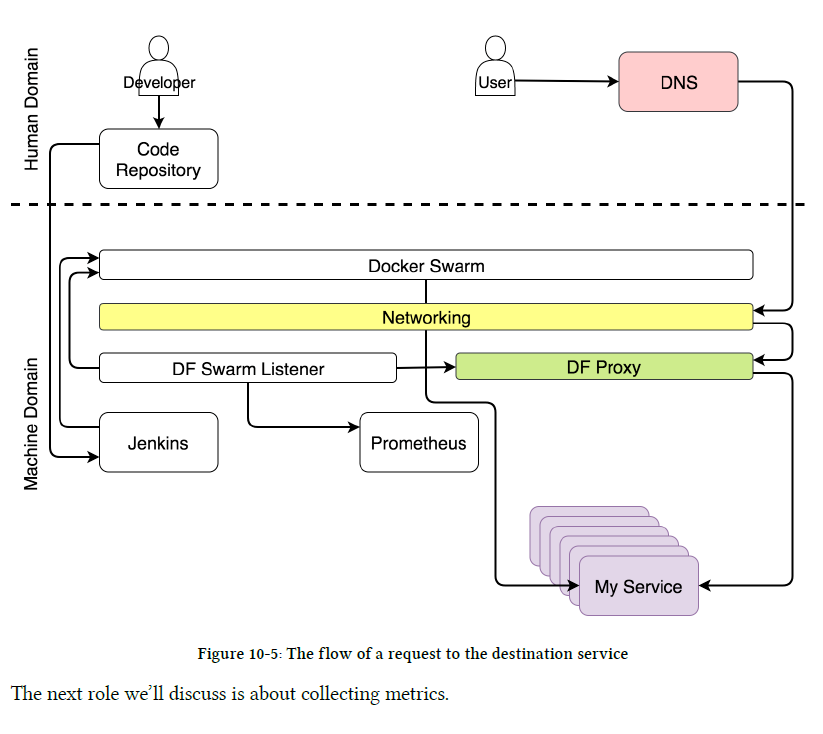 Human Domain
Developer
User
DNS
Code
Repository
Machine Domain
Docker Swarm
Networking
DF Swarm Listener
DF Proxy
Jenkins
Prometheus
My Service
Figure 10-5: The flow of a request to the destination service
The next role we’ll discuss is about collecting metrics.